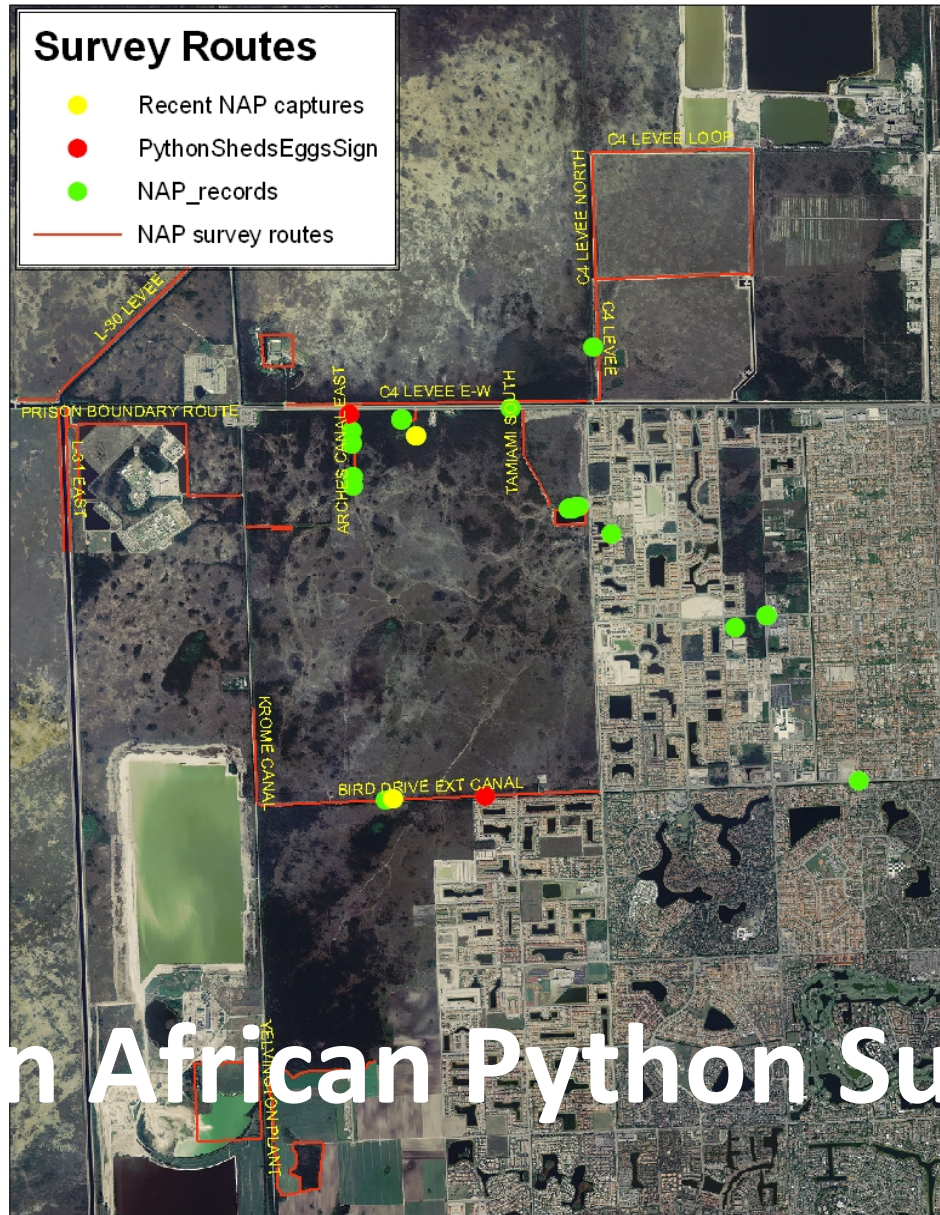 Survey Routes
Recent NAP captures
PythonShedsEggsSign
NAP_records
NAP survey routes
C4 LEVEE LOOP
C4 LEVEE NORTH
L-30 LEVEE
C4 LEVEE
C4 LEVEE E-W
PRISON BOUNDARY ROUTE
ARCHES CANAL EAST
TAMIAMI SOUTH
L-31 EAST
KROME CANAL
BIRD DRIVE EXT CANAL
n African Python Su
YELVINGTON PLANT